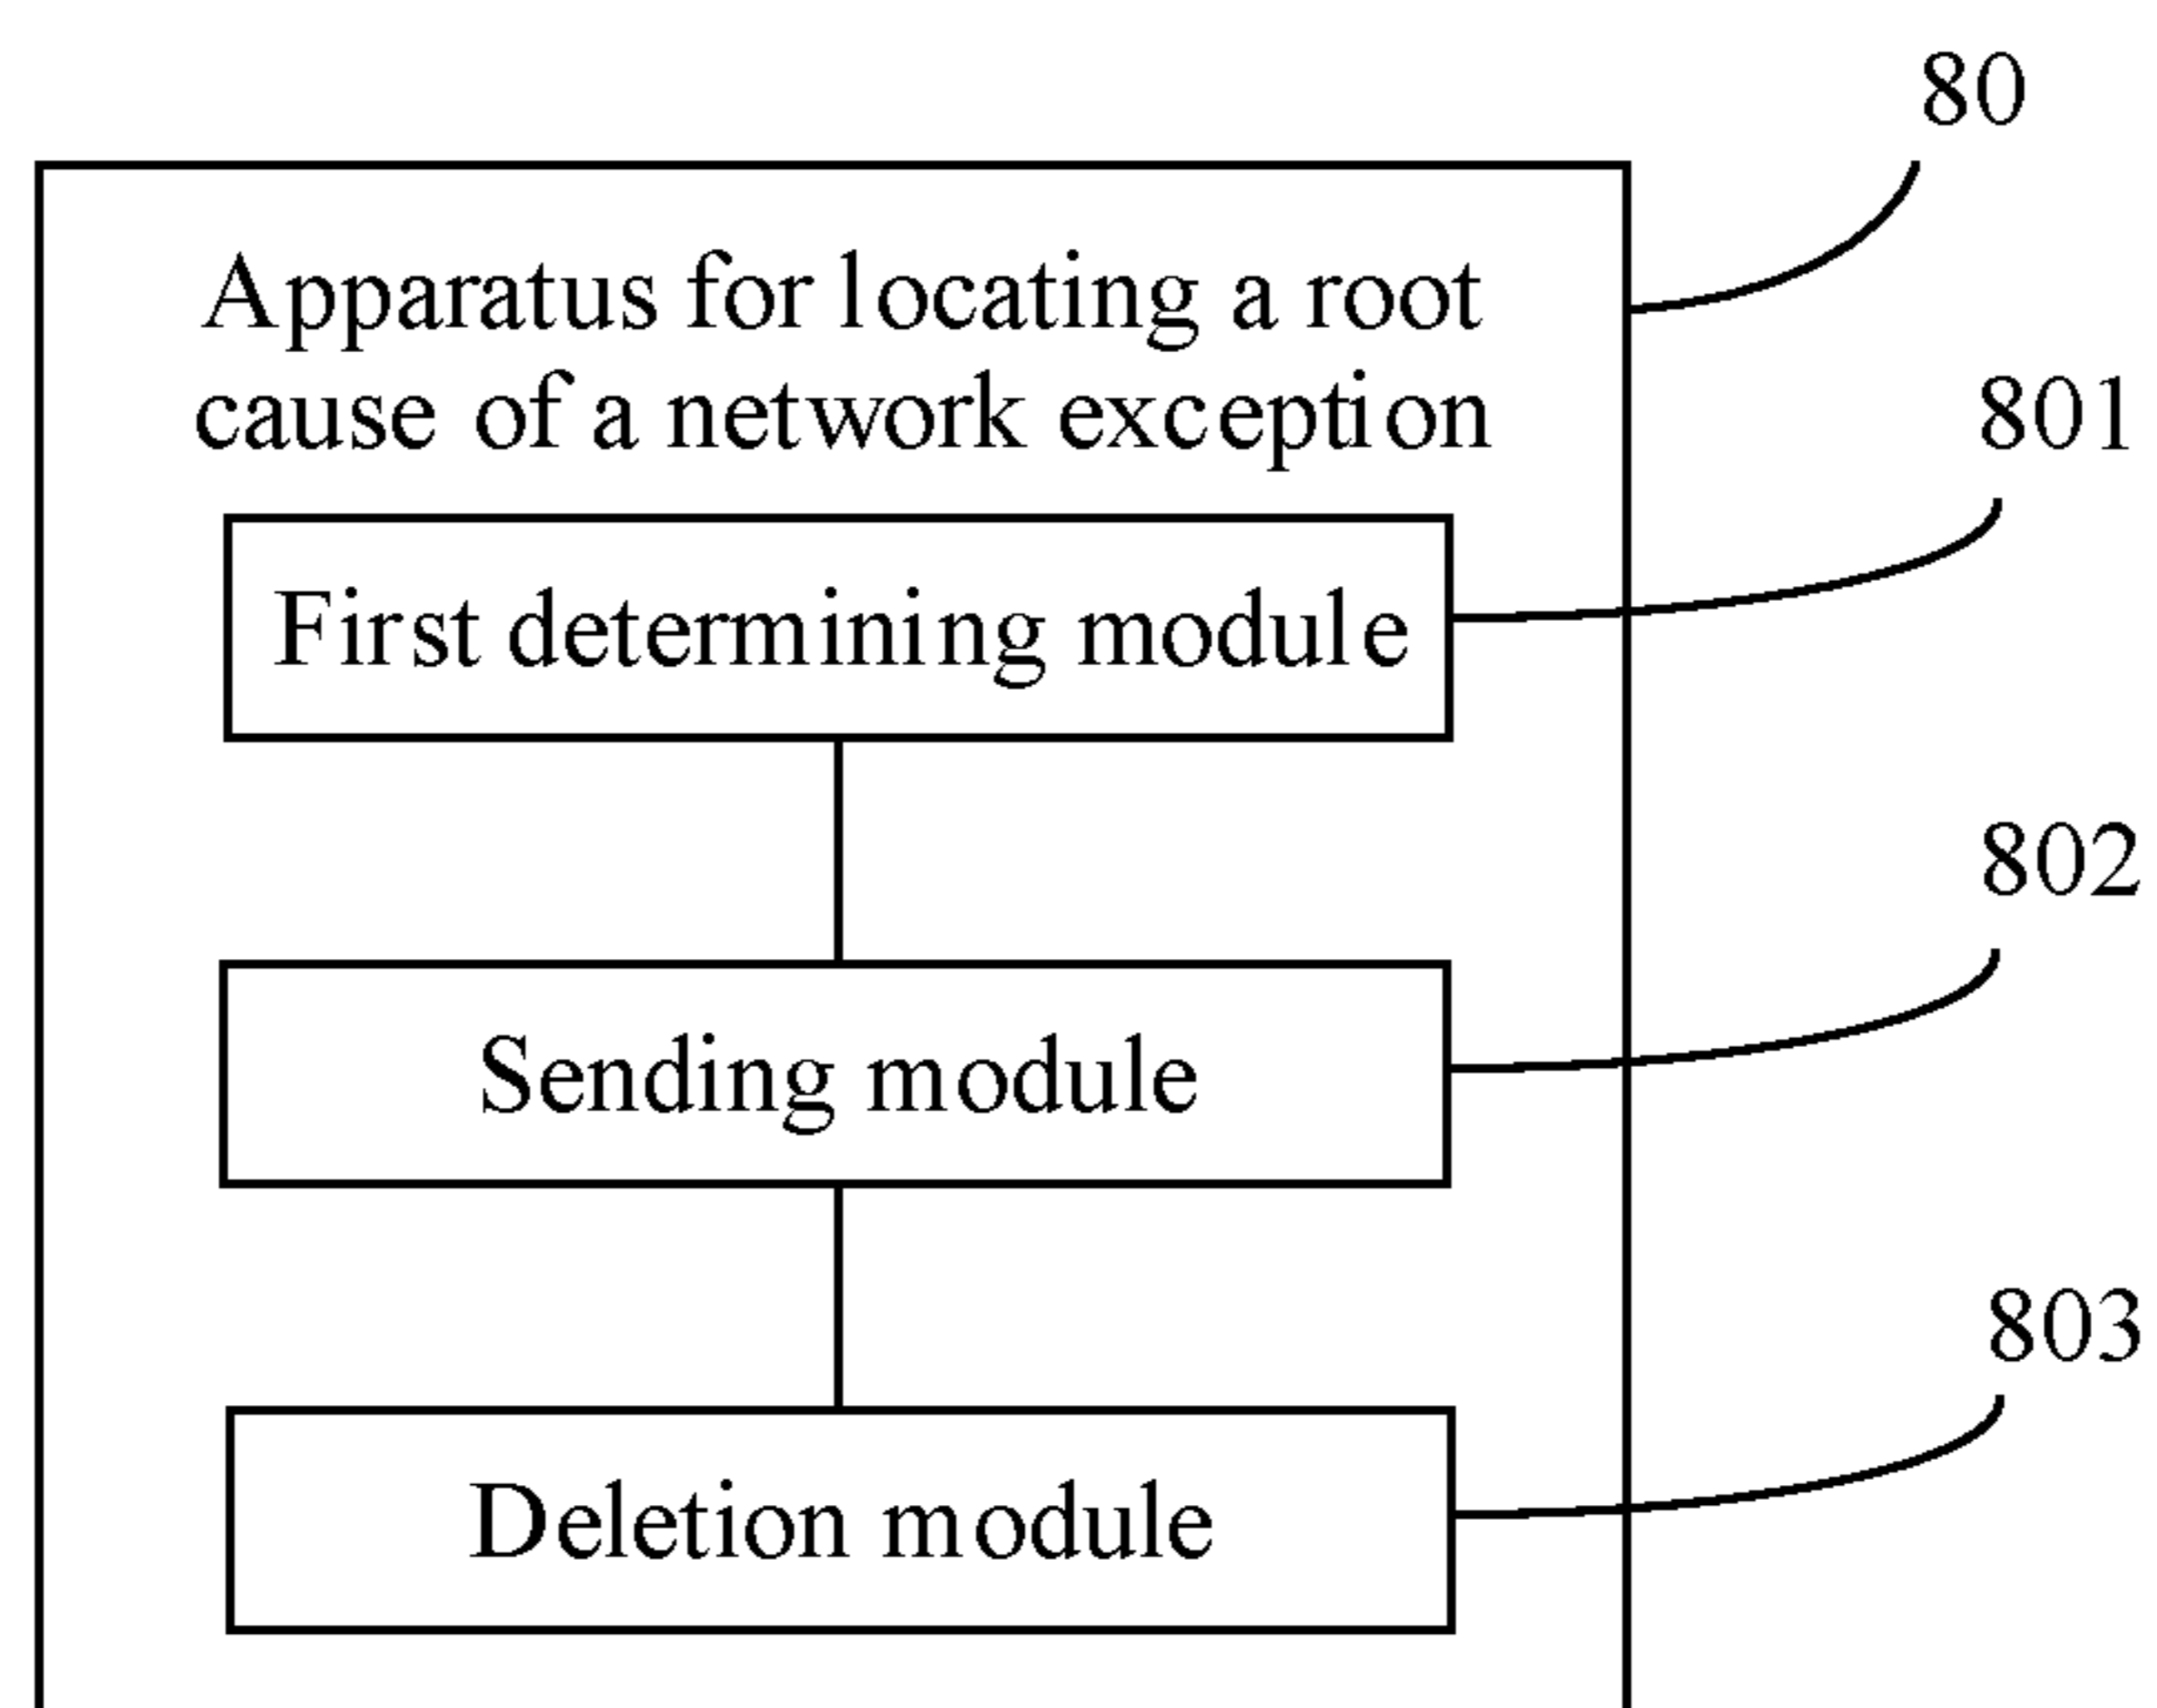 80
Apparatus for locating a root
cause of a network exception
801
First determining module
802
Sending module
803
Deletion module